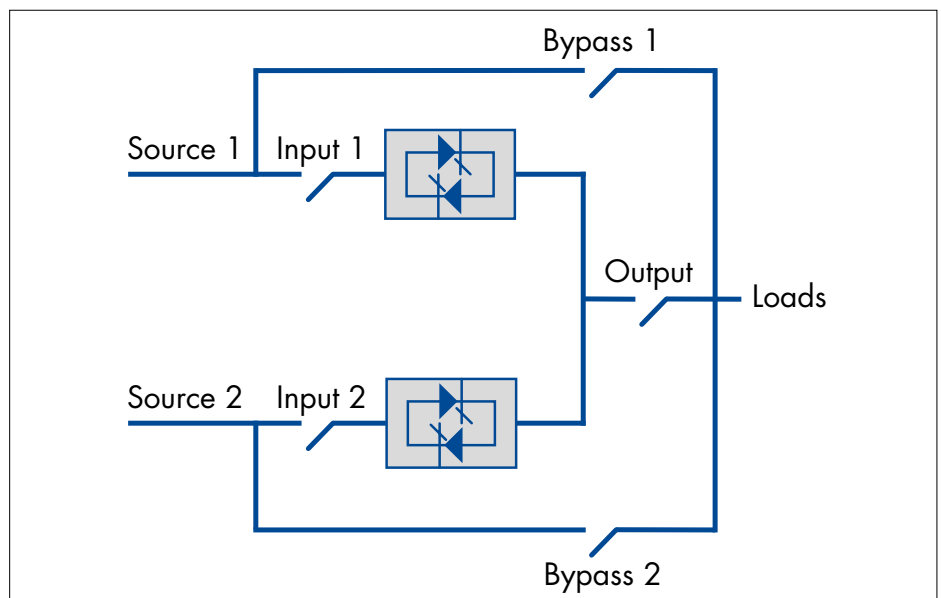 Bypass 1
Source 1
Input 1
Output
Loads
Source 2
Input 2
Bypass 2